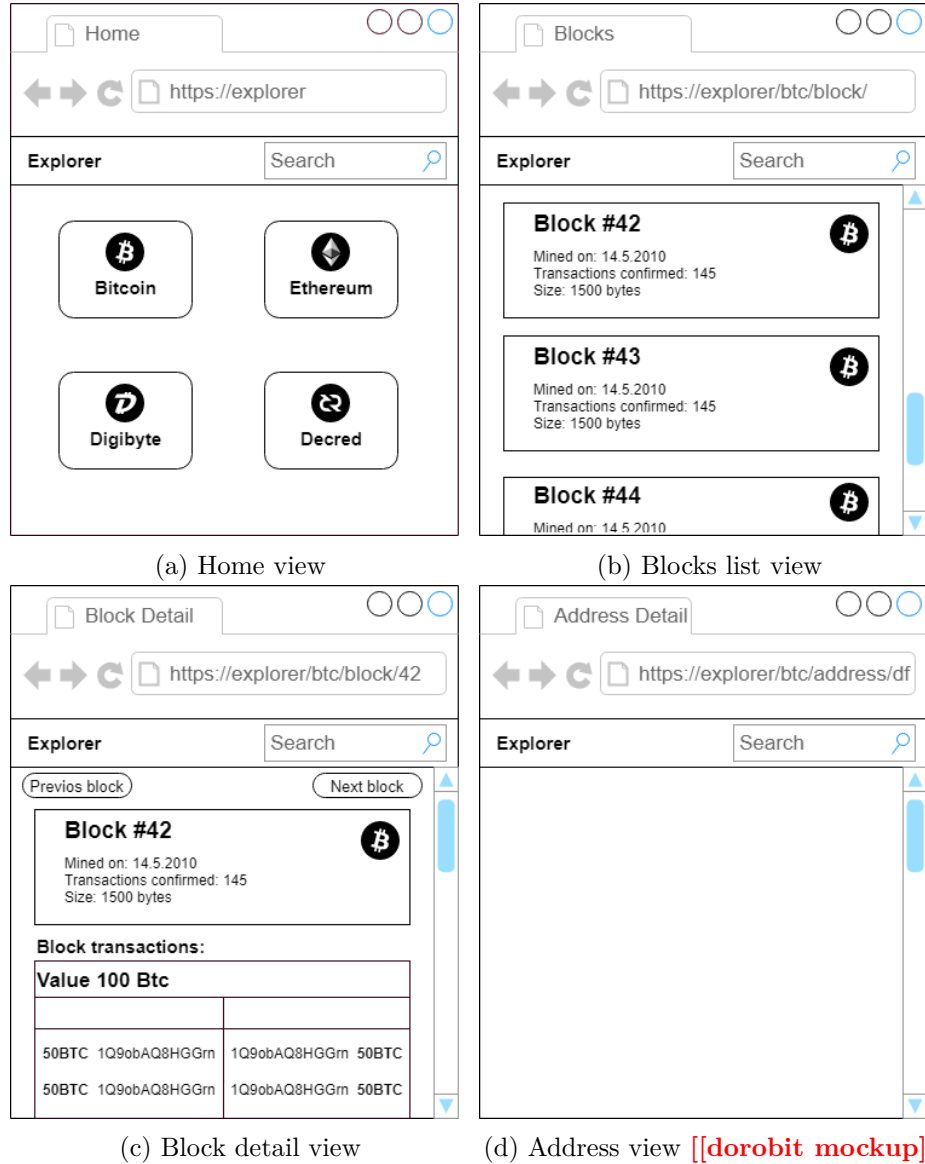 Home
https://explorer
Explorer
Search
Bitcoin
Ethereum
Digibyte
Decred
(a) Home view
Blocks
https://explorer/btc/block/
Explorer
Search
Block #42
Mined on: 14.5.2010
Transactions confirmed: 145
Size: 1500 bytes
Block #43
Mined on: 14.5.2010
Transactions confirmed: 145
Size: 1500 bytes
Block #44
Mined on: 14.5.2010
(b) Blocks list view
Block Detail
https://explorer/btc/block/42
Explorer
Search
Previos block
Next block
Block #42
Mined on: 14.5.2010
Transactions confirmed: 145
Size: 1500 bytes
Block transactions:
Value 100 Btc
50BTC 1Q9obAQ8HGGrn 1Q9obAQ8HGGrn 50BTC
50BTC 1Q9obAQ8HGGrn 1Q9obAQ8HGGrn 50BTC
(c) Block detail view
Address Detail
https://explorer/btc/address/df
Explorer
Search
(d) Address view [[dorobit mockup]